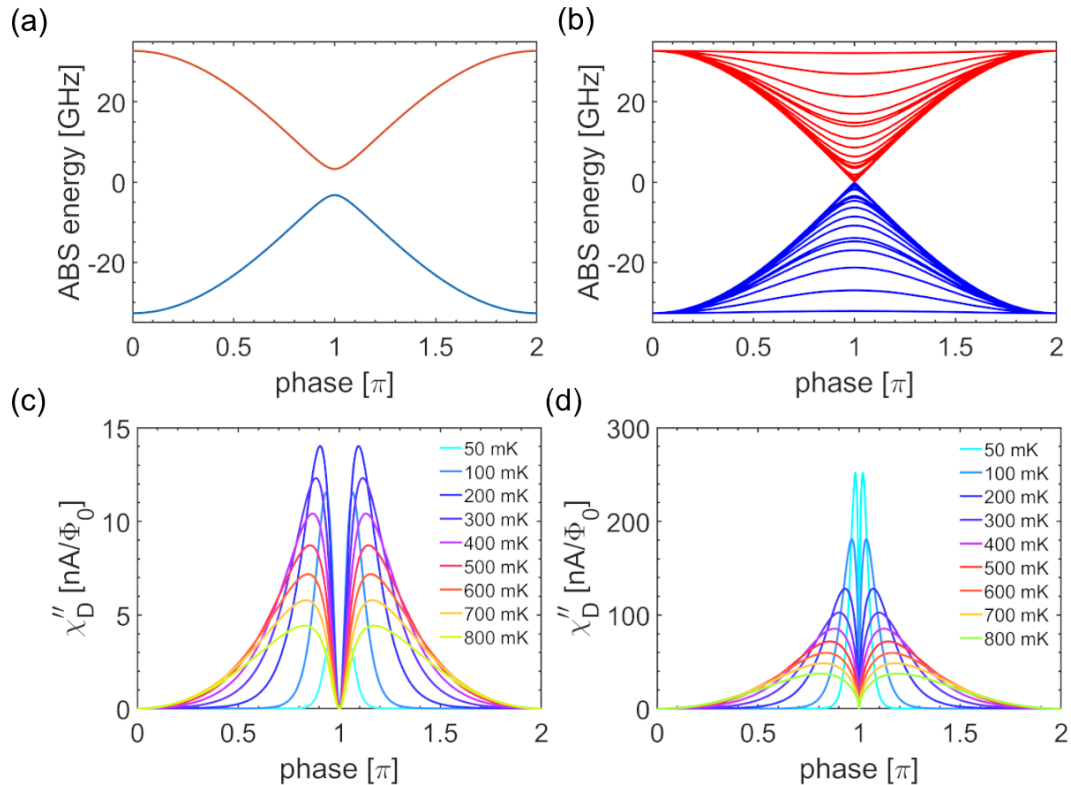 (a)
(b)
ABS energy [GHz]
20
0
-20
0
0.5
1
1.5
2
phase [π]
ABS energy [GHz]
20
0
-20
0
0.5
1
1.5
2
phase [π]
(c)
(d)
χ″D [nA/Φ0]
15
10
5
0
50 mK
100 mK
200 mK
300 mK
400 mK
500 mK
600 mK
700 mK
800 mK
0
0.5
1
1.5
2
phase [π]
χ″D [nA/Φ0]
300
200
100
0
50 mK
100 mK
200 mK
300 mK
400 mK
500 mK
600 mK
700 mK
800 mK
0
0.5
1
1.5
2
phase [π]